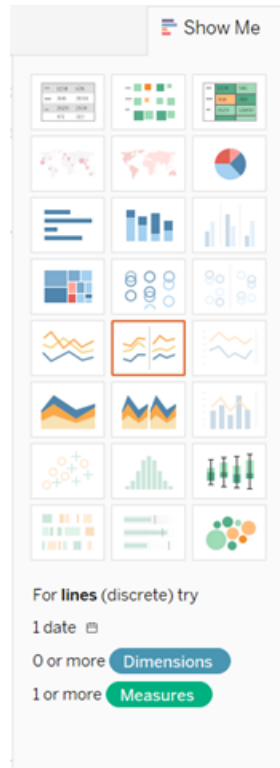 Show Me
For lines (discrete) try
1 date
0 or more Dimensions
1 or more Measures